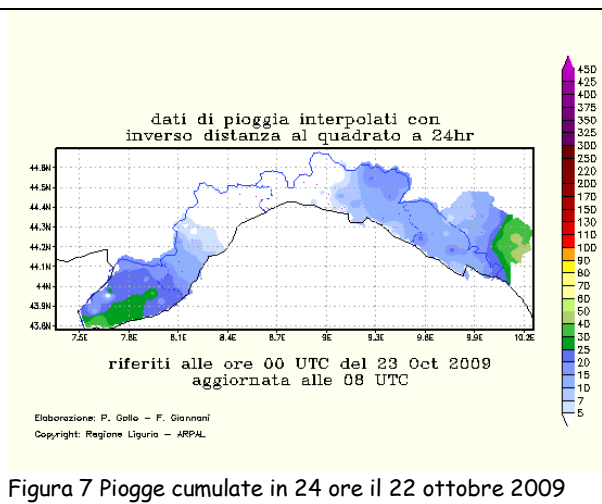 dati di pioggia interpolati con
inverso distanza al quadrato a 24hr
450
425
400
375
350
325
300
250
220
200
170
150
130
110
100
90
80
70
60
50
40
30
25
20
15
10
7
5
44.6N
44.5N
44.4N
44.2N
44.1N
44N
43.9N
43.8N
7.5E 7.8E 8.1E 8.4E 8.7E 9E 9.3E 9.6E 9.9E 10.2E
riferiti alle ore 00 UTC del 23 Oct 2009
aggiornata alle 08 UTC
Elaborazione: P. Gollo – F. Giannoni
Copyright: Regione Liguria – ARPAL
Figura 7 Piogge cumulate in 24 ore il 22 ottobre 2009